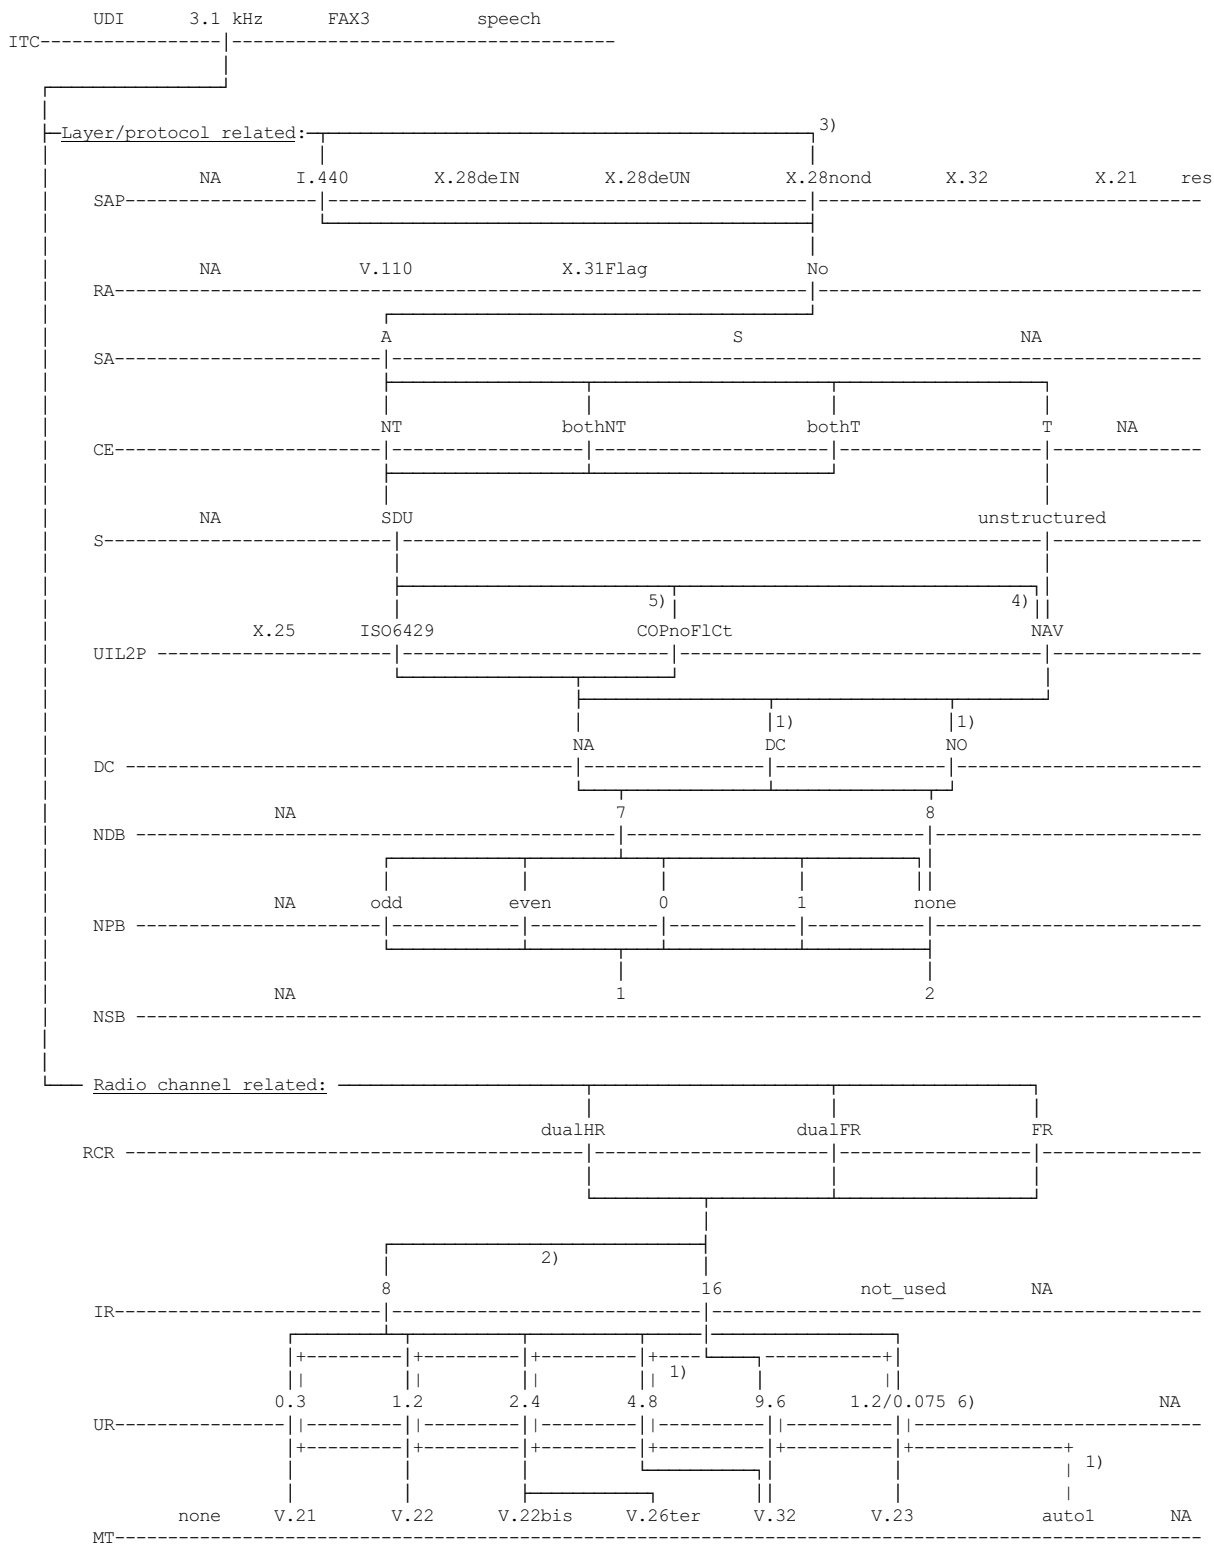 UDI 3.1 kHz FAX3 speech
ITC
Layer/protocol related: 3)
NA I.440 X.28deIN X.28deUN X.28nond X.32 X.21 res
SAP
NA V.110 X.31Flag No
RA
A S NA
SA
NT bothNT bothT T NA
CE
NA SDU unstructured
S
5) 4)
X.25 ISO6429 COPnoFlCt NAV
UIL2P
1) 1)
NA DC NO
DC
NA 7 8
NDB
NA odd even 0 1 none
NPB
NA 1 2
NSB
Radio channel related:
dualHR dualFR FR
RCR
2)
8 16 not_used NA
IR
1)
0.3 1.2 2.4 4.8 9.6 1.2/0.075 6) NA
UR
1)
none V.21 V.22 V.22bis V.26ter V.32 V.23 auto1 NA
MT